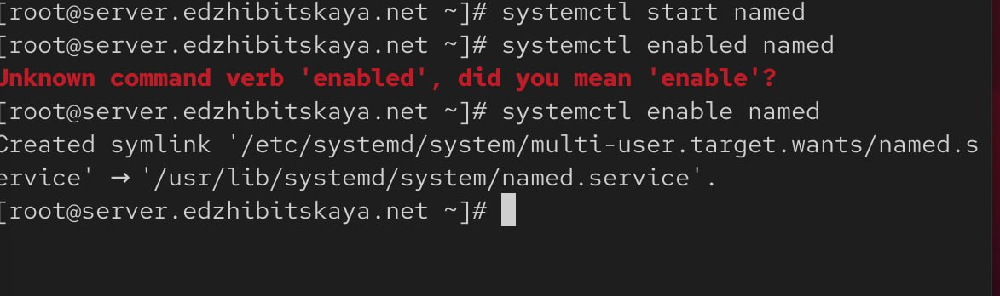 [root@server.edzhibitskaya.net ~]# systemctl start named
[root@server.edzhibitskaya.net ~]# systemctl enabled named
Unknown command verb 'enabled', did you mean 'enable'?
[root@server.edzhibitskaya.net ~]# systemctl enable named
Created symlink '/etc/systemd/system/multi-user.target.wants/named.s
ervice' → '/usr/lib/systemd/system/named.service'.
[root@server.edzhibitskaya.net ~]#